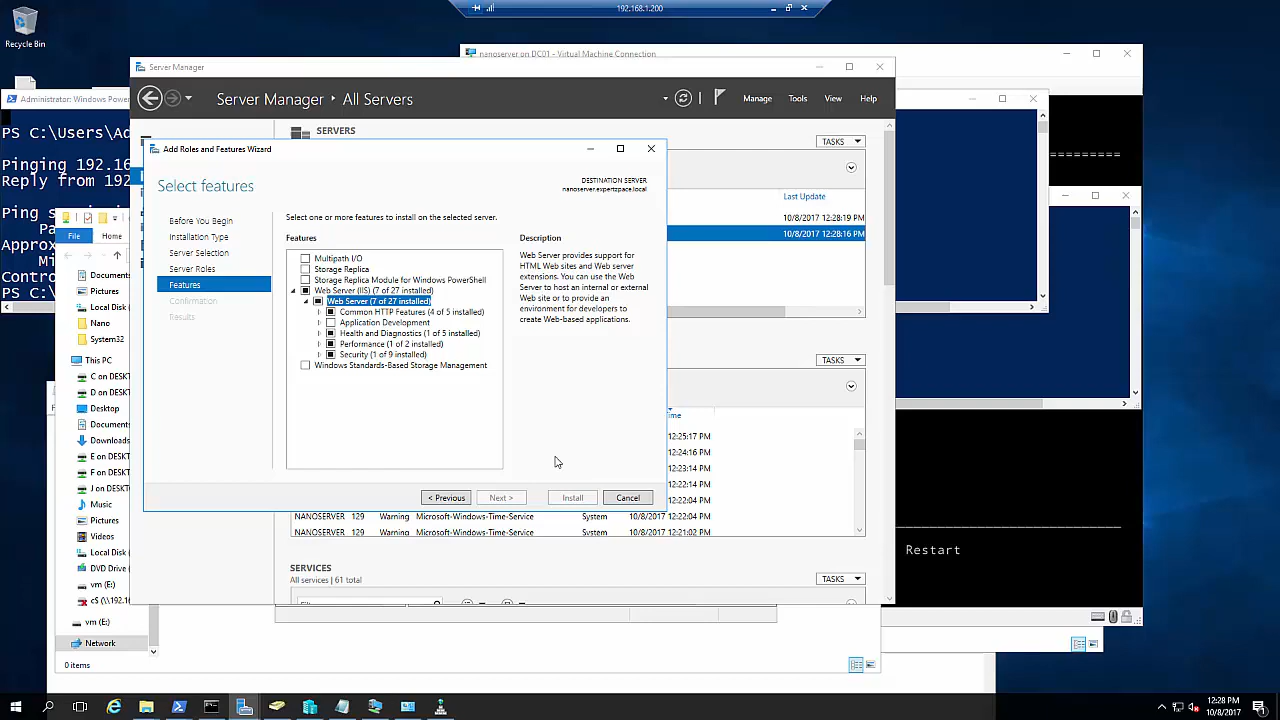 192.168.1.200
Recycle Bin
nanoserver on DC01 - Virtual Machine Connection
Server Manager
Server Manager ▸ All Servers
Manage
Tools
View
Help
Administrator: Windows Pow
PS C:\Users\Ad
Pinging 192.16
Reply from 192
Ping s
Pa
Approx
Contro
PS C:
File
Home
Documents
Pictures
Local Disk
Nano
System32
This PC
C on DESKT
D on DESKT
Desktop
Documents
Downloads
E on DESKT
F on DESKT
J on DESKT
Music
Pictures
Videos
Local Disk
DVD Drive
vm (E:)
c$ (\\192.16
vm (E:)
Network
0 items
SERVERS
TASKS
Last Update
10/8/2017 12:28:19 PM
10/8/2017 12:28:16 PM
Add Roles and Features Wizard
Select features
DESTINATION SERVER
nanoserver.expertzpace.local
Before You Begin
Installation Type
Server Selection
Server Roles
Features
Confirmation
Results
Select one or more features to install on the selected server.
Features
Multipath I/O
Storage Replica
Storage Replica Module for Windows PowerShell
Web Server (IIS) (7 of 27 installed)
Web Server (7 of 27 installed)
Common HTTP Features (4 of 5 installed)
Application Development
Health and Diagnostics (1 of 5 installed)
Performance (1 of 2 installed)
Security (1 of 9 installed)
Windows Standards-Based Storage Management
Description
Web Server provides support for
HTML Web sites and Web server
extensions. You can use the Web
Server to host an internal or external
Web site or to provide an
environment for developers to
create Web-based applications.
< Previous
Next >
Install
Cancel
TASKS
ime
12:25:17 PM
12:24:16 PM
12:23:14 PM
12:22:14 PM
12:22:04 PM
NANOSERVER 129 Warning Microsoft-Windows-Time-Service System 10/8/2017 12:22:04 PM
NANOSERVER 129 Warning Microsoft-Windows-Time-Service System 10/8/2017 12:21:02 PM
SERVICES
All services | 61 total
TASKS
========
Restart
12:28 PM
10/8/2017